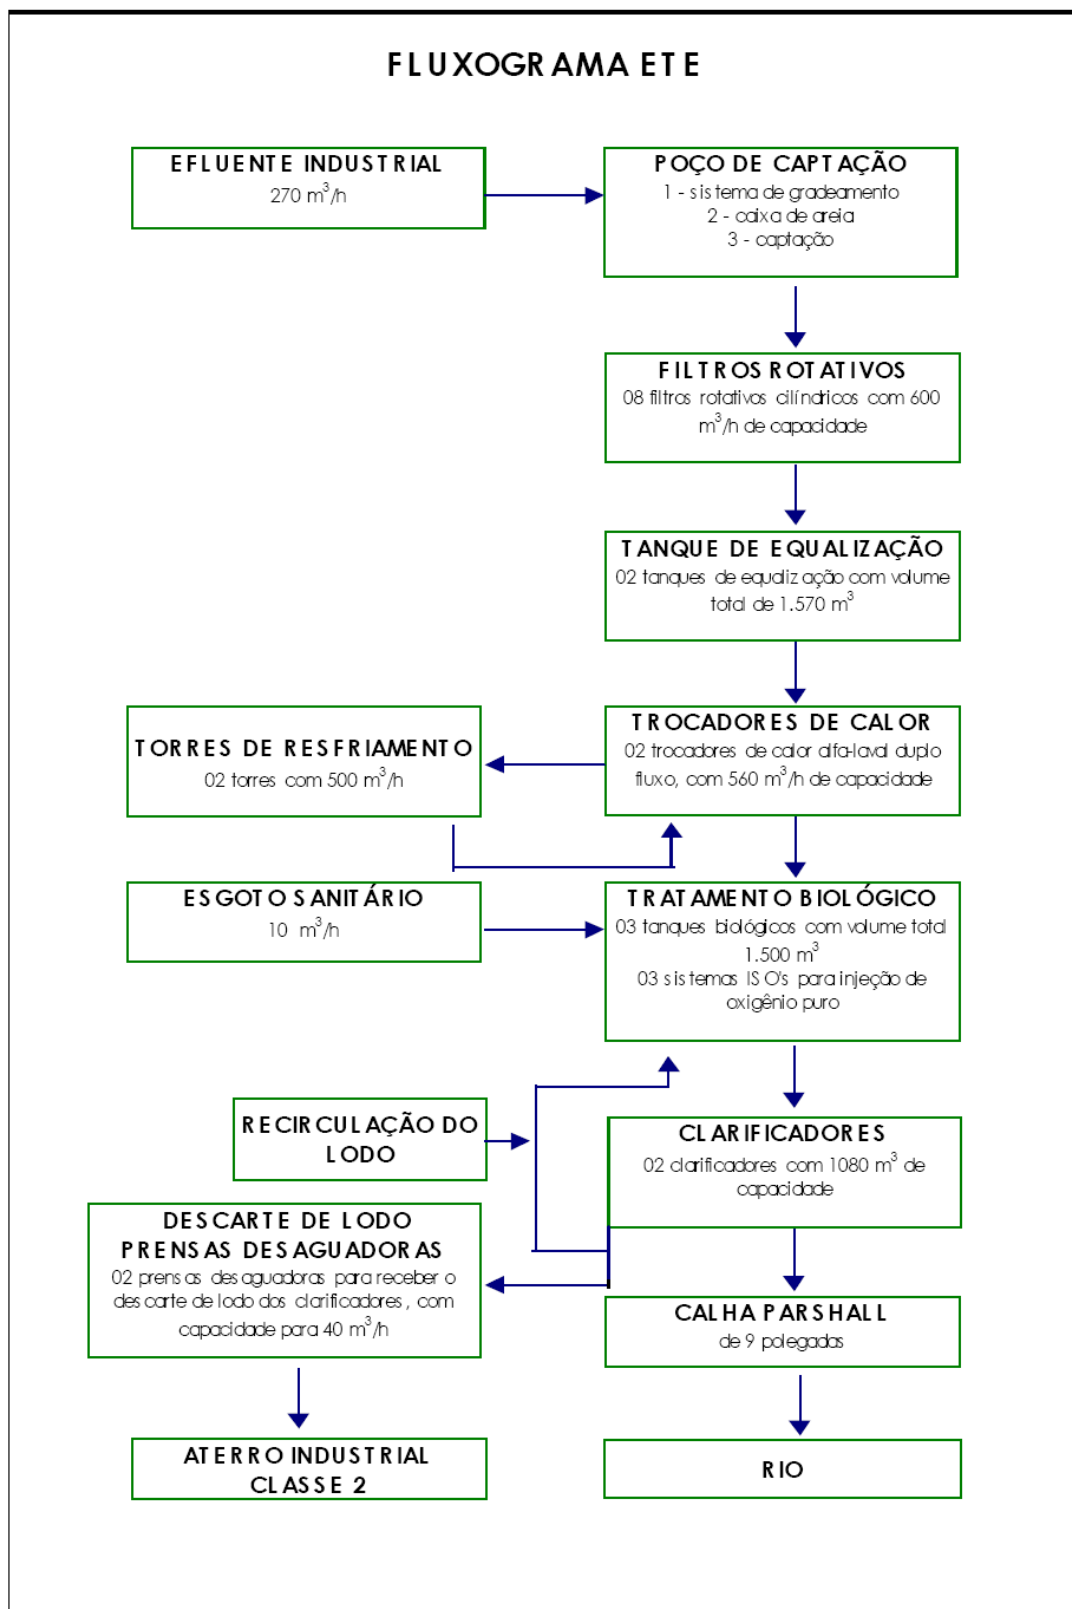 FLUXOGRAMA ETE
EFLUENTE INDUSTRIAL
270 m³/h
POÇO DE CAPTAÇÃO
1 - sistema de gradeamento
2 - caixa de areia
3 - captação
FILTROS ROTATIVOS
08 filtros rotativos cilíndricos com 600
m³/h de capacidade
TANQUE DE EQUALIZAÇÃO
02 tanques de equalização com volume
total de 1.570 m³
TORRES DE RESFRIAMENTO
02 torres com 500 m³/h
TROCADORES DE CALOR
02 trocadores de calor alfa-laval duplo
fluxo, com 560 m³/h de capacidade
ESGOTO SANITÁRIO
10 m³/h
TRATAMENTO BIOLÓGICO
03 tanques biológicos com volume total
1.500 m³
03 sistemas ISO's para injeção de
oxigênio puro
RECIRCULAÇÃO DO
LODO
CLARIFICADORES
02 clarificadores com 1080 m³ de
capacidade
DESCARTE DE LODO
PRENSAS DESAGUADORAS
02 prensas desaguadoras para receber o
descarte de lodo dos clarificadores, com
capacidade para 40 m³/h
CALHA PARSHALL
de 9 polegadas
ATERRO INDUSTRIAL
CLASSE 2
RIO